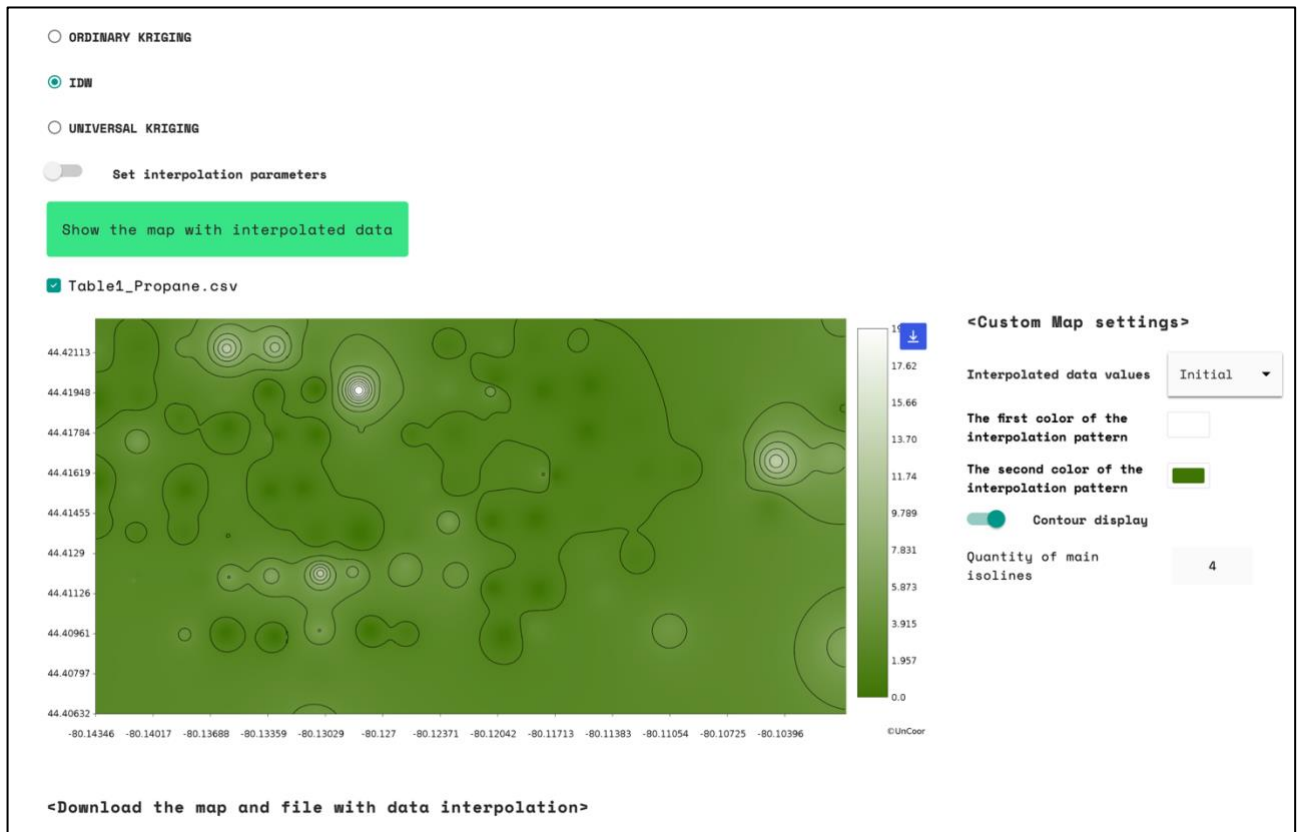 ORDINARY KRIGING
IDW
UNIVERSAL KRIGING
Set interpolation parameters
Show the map with interpolated data
Table1_Propane.csv
44.42113
44.41948
44.41784
44.41619
44.41455
44.4129
44.41126
44.40961
44.40797
44.40632
-80.14346 -80.14017 -80.13688 -80.13359 -80.13029 -80.127 -80.12371 -80.12042 -80.11713 -80.11383 -80.11054 -80.10725 -80.10396
17.62
15.66
13.70
11.74
9.789
7.831
5.873
3.915
1.957
0.0
©UnCoor
<Custom Map settings>
Interpolated data values Initial
The first color of the
interpolation pattern
The second color of the
interpolation pattern
Contour display
Quantity of main
isolines
4
<Download the map and file with data interpolation>